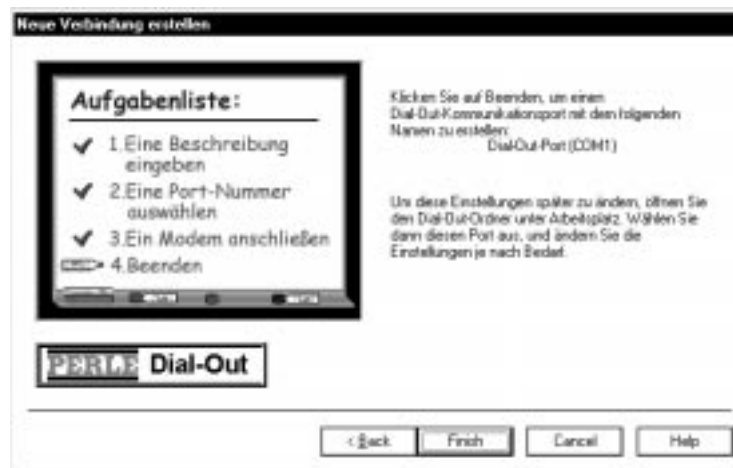 Neue Verbindung erstellen
Aufgabenliste:
1.Eine Beschreibung
eingeben
2.Eine Port-Nummer
auswählen
3.Ein Modem anschließen
4.Beenden
Klicken Sie auf Beenden, um einen
Dial-Out-Kommunikationsport mit dem folgenden
Namen zu erstellen:
Dial-Out-Port (COM1)
Um diese Einstellungen später zu ändern, öffnen Sie
den Dial-Out-Ordner unter Arbeitsplatz. Wählen Sie
dann diesen Port aus, und ändern Sie die
Einstellungen je nach Bedarf.
PERLE Dial-Out
< Back Finish Cancel Help